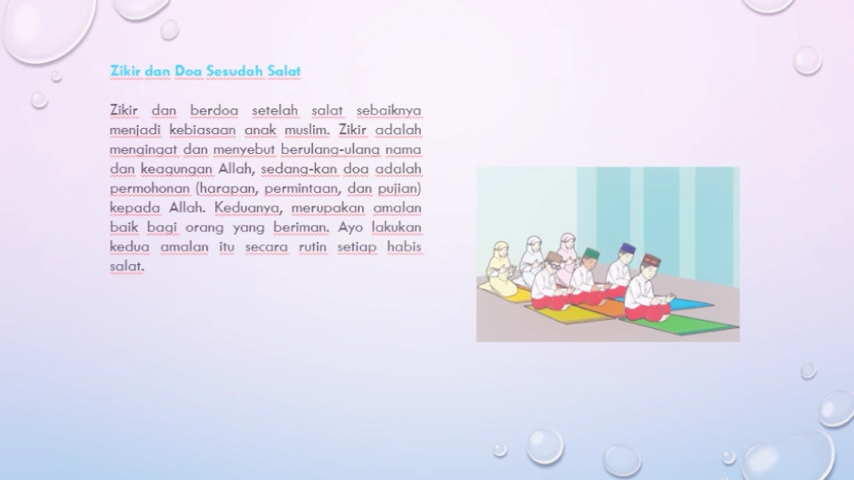 Zikir dan Doa Sesudah Salat
Zikir dan berdoa setelah salat sebaiknya
menjadi kebiasaan anak muslim. Zikir adalah
mengingat dan menyebut berulang-ulang nama
dan keagungan Allah, sedang-kan doa adalah
permohonan (harapan, permintaan, dan pujian)
kepada Allah. Keduanya, merupakan amalan
baik bagi orang yang beriman. Ayo lakukan
kedua amalan itu secara rutin setiap habis
salat.